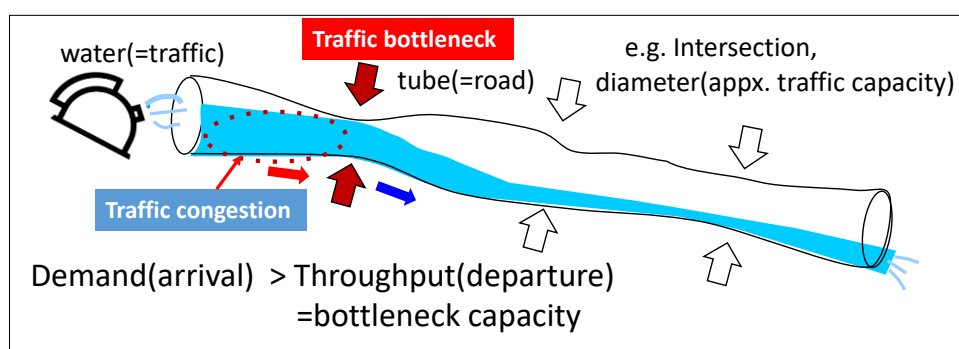 water(=traffic)
Traffic bottleneck
tube(=road)
e.g. Intersection,
diameter(appx. traffic capacity)
Traffic congestion
Demand(arrival) > Throughput(departure)
=bottleneck capacity